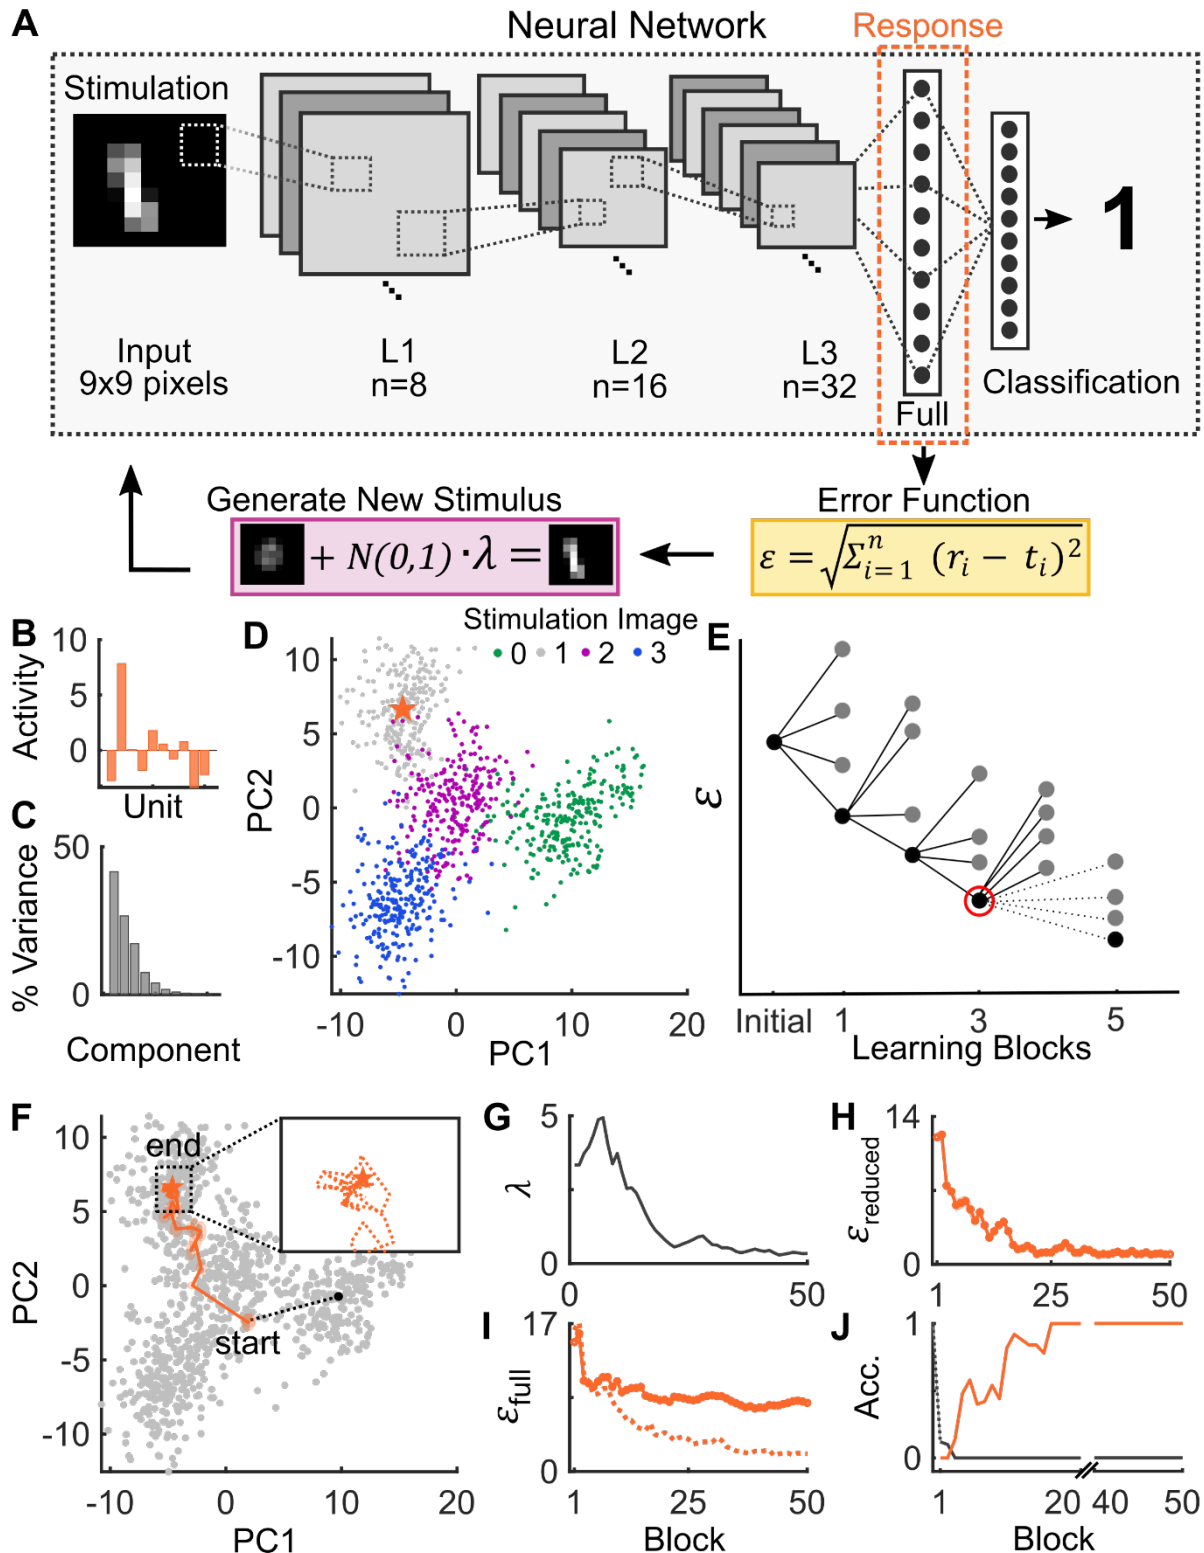 A
Neural Network
Response
Stimulation
1
Input
9x9 pixels
L1
n=8
L2
n=16
L3
n=32
Full
Classification
Generate New Stimulus
+ N(0,1) · λ =
Error Function
ε = √Σⁿᵢ₌₁ (rᵢ − tᵢ)²
B
Activity
10
5
0
Unit
C
% Variance
50
0
Component
D
Stimulation Image
0 1 2 3
PC2
10
5
0
-5
-10
-10 0 10 20
PC1
E
ε
Initial 1 3 5
Learning Blocks
F
end
start
PC2
10
5
0
-5
-10
-10 0 10 20
PC1
G
λ
5
0
0 50
H
εreduced
14
0
1 25 50
I
εfull
17
0
1 25 50
Block
J
Acc.
1
0
1 20 40 50
Block